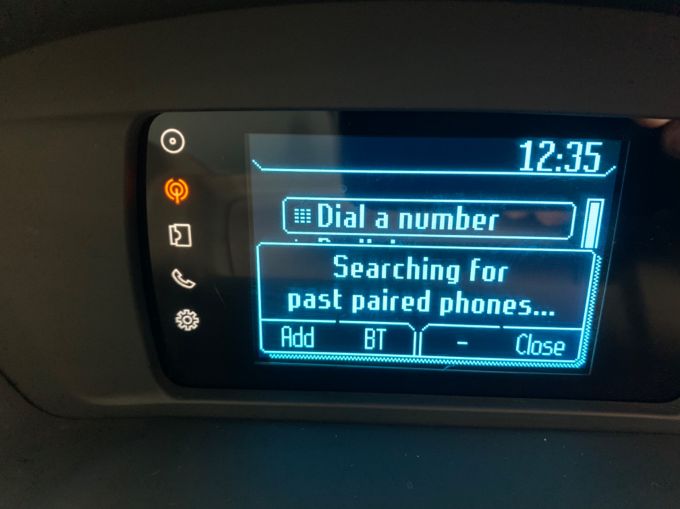 12:35
Dial a number
Searching for
past paired phones...
Add BT - Close